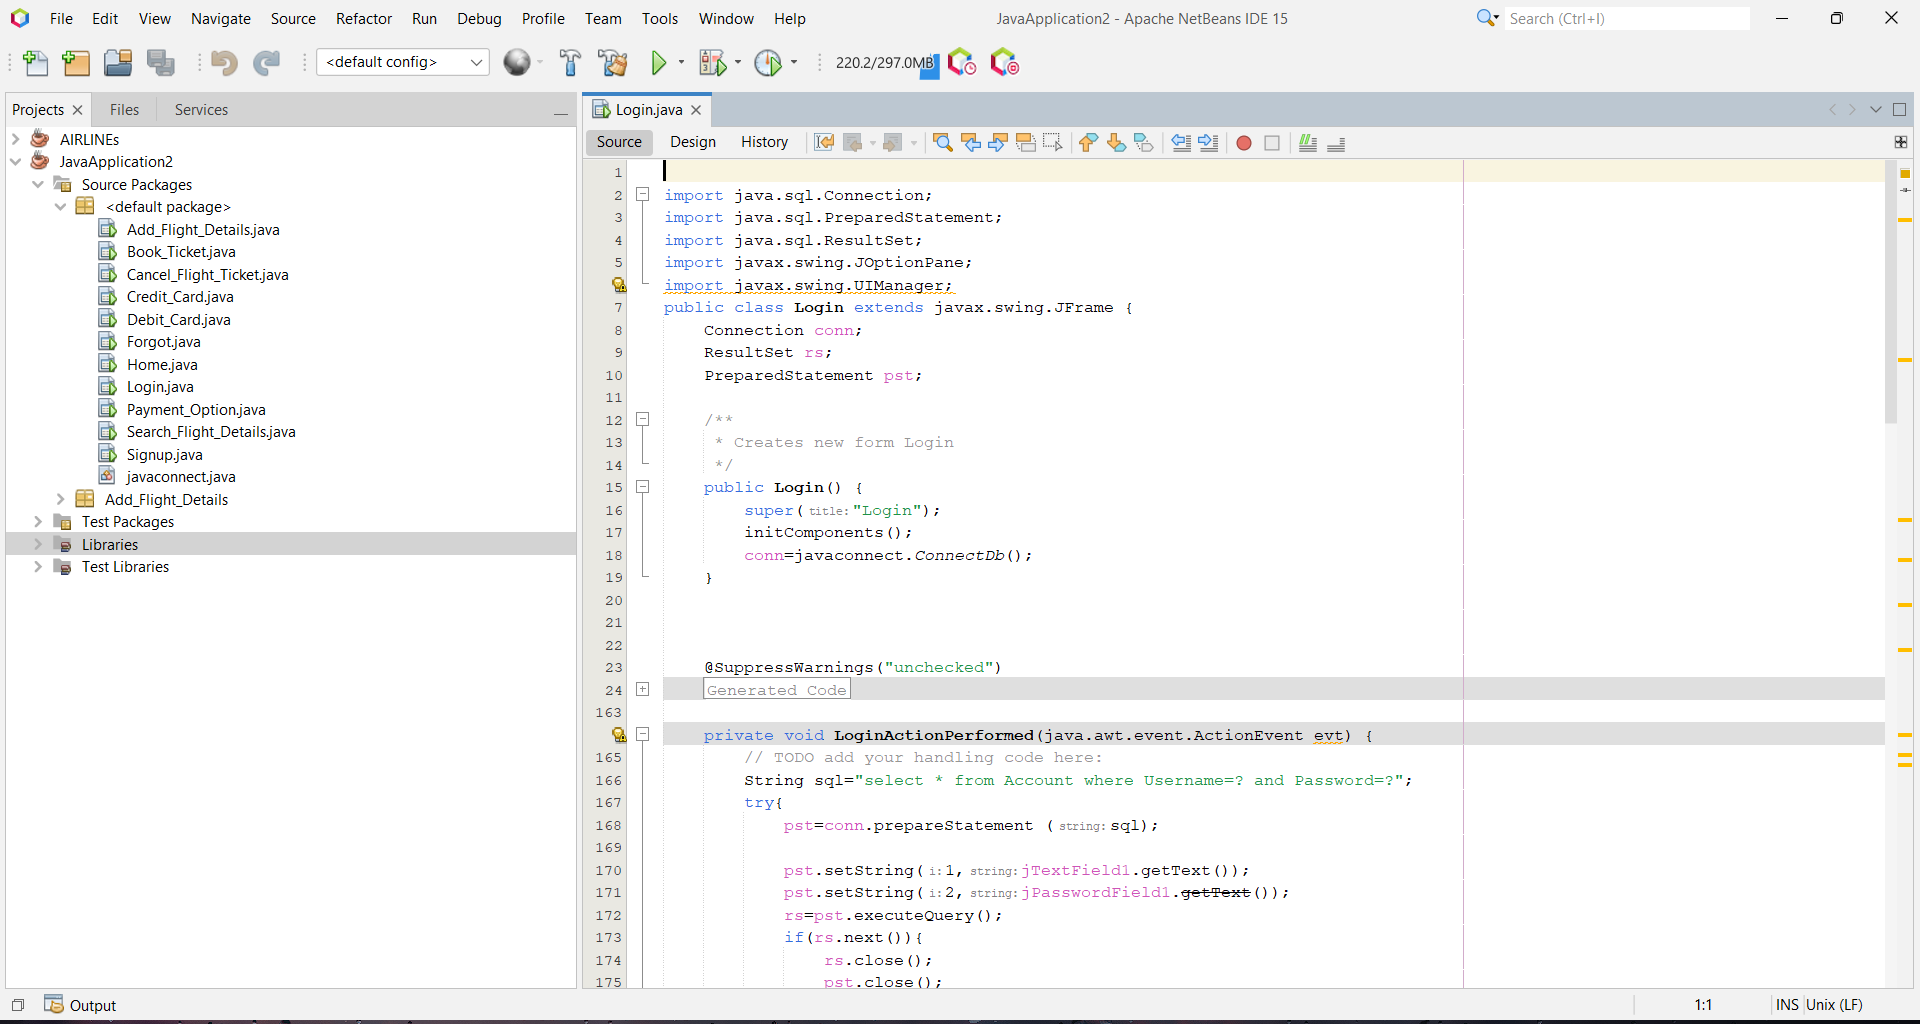 File Edit View Navigate Source Refactor Run Debug Profile Team Tools Window Help
JavaApplication2 - Apache NetBeans IDE 15
Search (Ctrl+I)
<default config>
220.2/297.0MB
Projects Files Services
AIRLINEs
JavaApplication2
Source Packages
<default package>
Add_Flight_Details.java
Book_Ticket.java
Cancel_Flight_Ticket.java
Credit_Card.java
Debit_Card.java
Forgot.java
Home.java
Login.java
Payment_Option.java
Search_Flight_Details.java
Signup.java
javaconnect.java
Add_Flight_Details
Test Packages
Libraries
Test Libraries
Login.java
Source Design History
1
2 import java.sql.Connection;
3 import java.sql.PreparedStatement;
4 import java.sql.ResultSet;
5 import javax.swing.JOptionPane;
import javax.swing.UIManager;
7 public class Login extends javax.swing.JFrame {
8 Connection conn;
9 ResultSet rs;
10 PreparedStatement pst;
11
12 /**
13 * Creates new form Login
14 */
15 public Login() {
16 super( title: "Login");
17 initComponents();
18 conn=javaconnect.ConnectDb();
19 }
20
21
22
23 @SuppressWarnings("unchecked")
24 Generated Code
163
private void LoginActionPerformed(java.awt.event.ActionEvent evt) {
165 // TODO add your handling code here:
166 String sql="select * from Account where Username=? and Password=?";
167 try{
168 pst=conn.prepareStatement ( string: sql);
169
170 pst.setString( i: 1, string: jTextField1.getText());
171 pst.setString( i: 2, string: jPasswordField1.getText());
172 rs=pst.executeQuery();
173 if(rs.next()){
174 rs.close();
175 pst.close();
Output
1:1 INS Unix (LF)